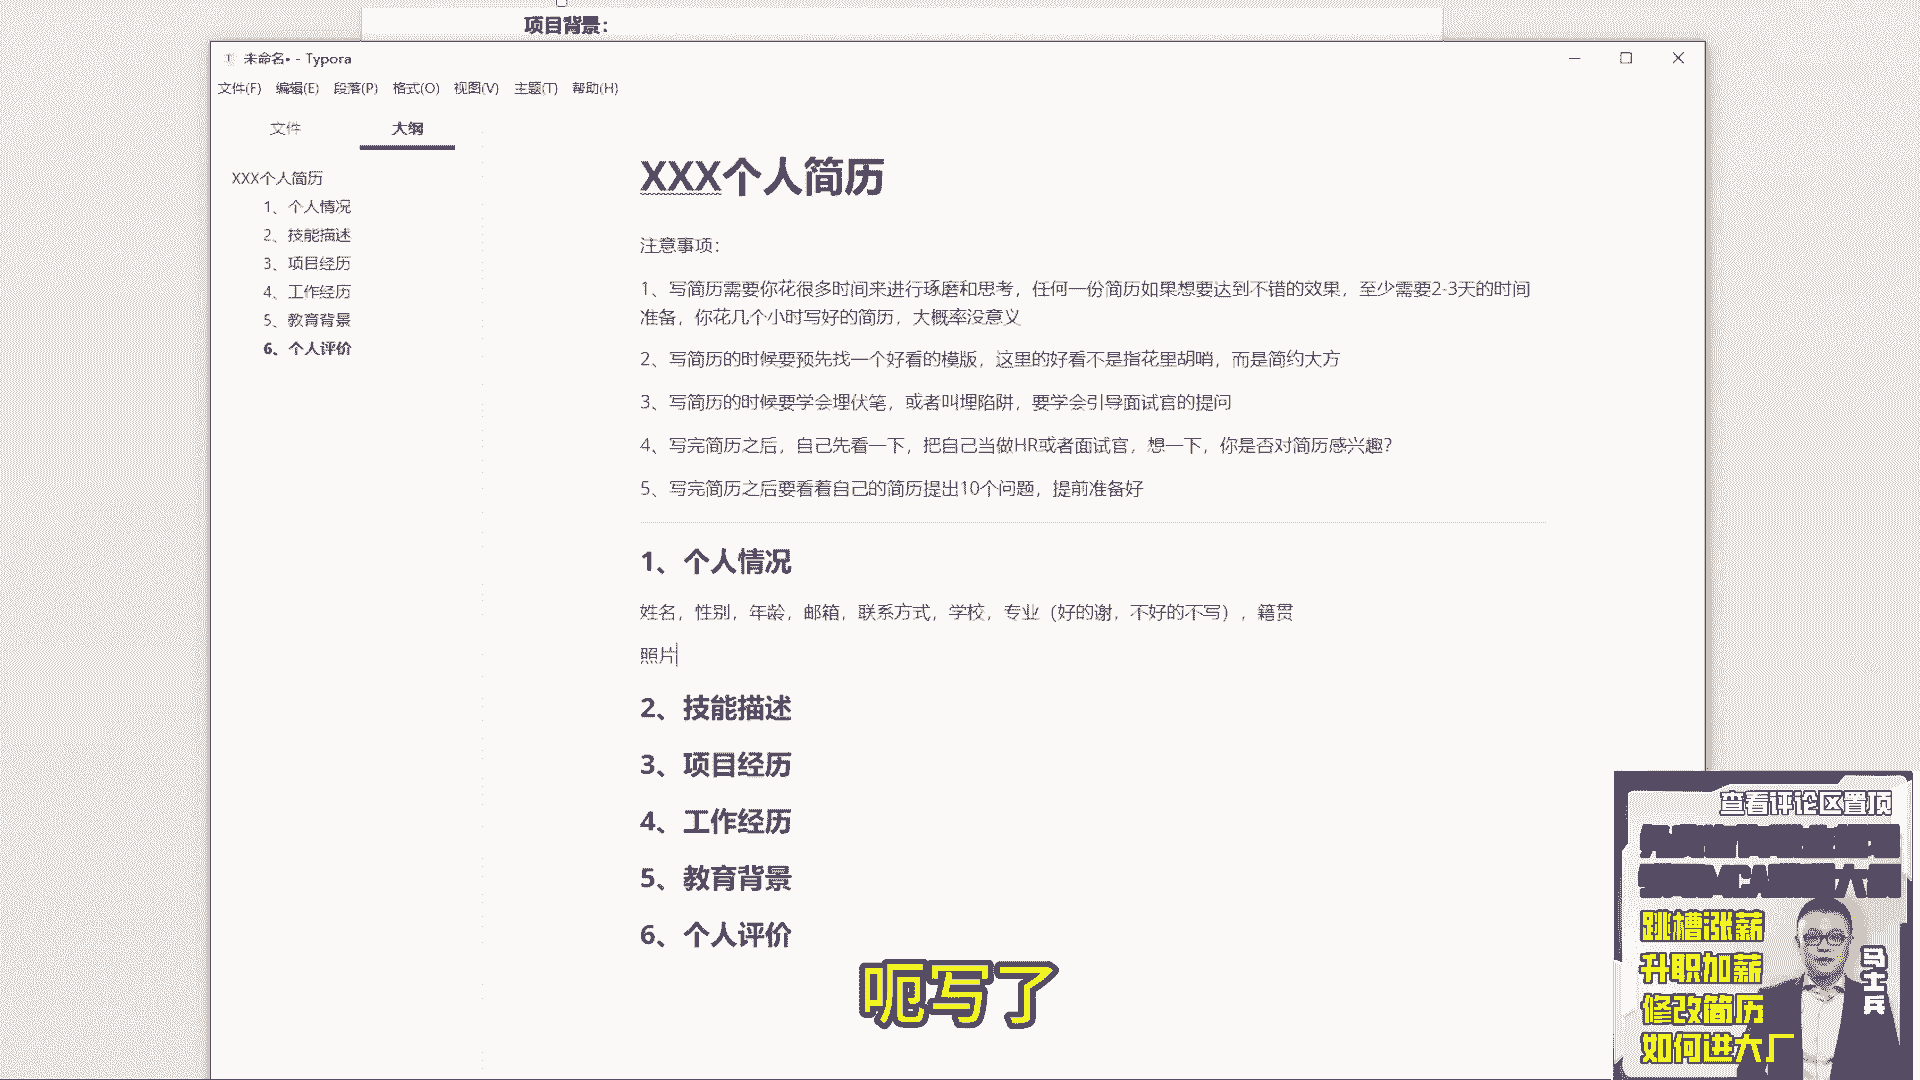 项目背景：
未命名• - Typora
文件(F) 编辑(E) 段落(P) 格式(O) 视图(V) 主题(T) 帮助(H)
文件 大纲
XXX个人简历
1、个人情况
2、技能描述
3、项目经历
4、工作经历
5、教育背景
6、个人评价
XXX个人简历
注意事项：
1、写简历需要你花很多时间来进行琢磨和思考，任何一份简历如果想要达到不错的效果，至少需要2-3天的时间
准备，你花几个小时写好的简历，大概率没意义
2、写简历的时候要预先找一个好看的模版，这里的好看不是指花里胡哨，而是简约大方
3、写简历的时候要学会埋伏笔，或者叫埋陷阱，要学会引导面试官的提问
4、写完简历之后，自己先看一下，把自己当做HR或者面试官，想一下，你是否对简历感兴趣？
5、写完简历之后要看着自己的简历提出10个问题，提前准备好
1、个人情况
姓名，性别，年龄，邮箱，联系方式，学校，专业（好的谢，不好的不写），籍贯
照片
2、技能描述
3、项目经历
4、工作经历
5、教育背景
6、个人评价
呃写了
查看评论区置顶
跳槽涨薪
升职加薪
修改简历
如何进大厂
马士兵